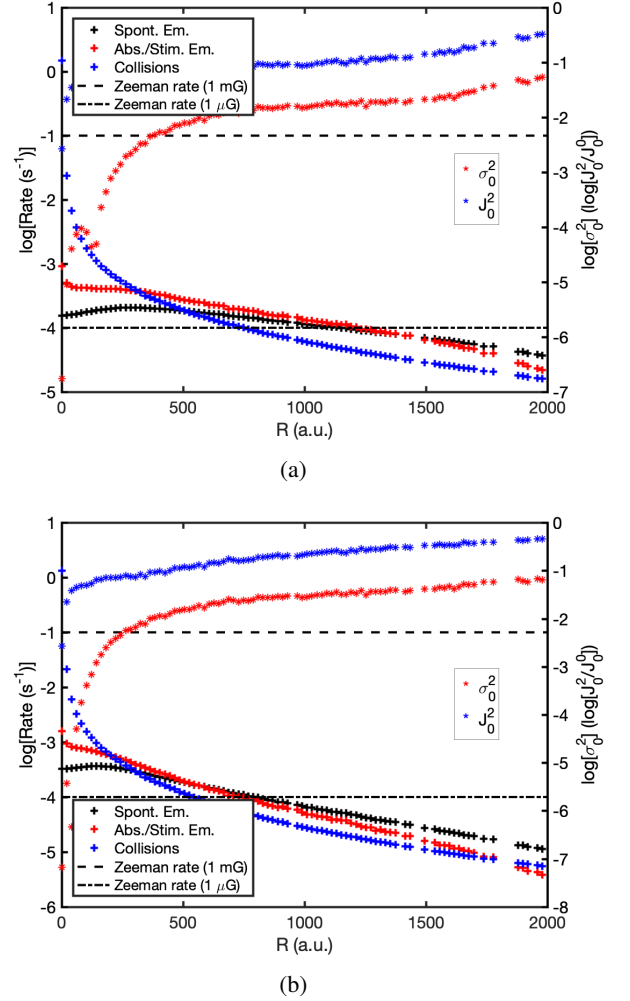 1
0
-1
-2
-3
-4
-5
log[Rate (s⁻¹)]
Spont. Em.
Abs./Stim. Em.
Collisions
Zeeman rate (1 mG)
Zeeman rate (1 μG)
σ₀²
J₀²
0
-1
-2
-3
-4
-5
-6
-7
log[σ₀²] (log[J₀²/J₀⁰])
0 500 1000 1500 2000
R (a.u.)
(a)
1
0
-1
-2
-3
-4
-5
-6
log[Rate (s⁻¹)]
σ₀²
J₀²
Spont. Em.
Abs./Stim. Em.
Collisions
Zeeman rate (1 mG)
Zeeman rate (1 μG)
0
-1
-2
-3
-4
-5
-6
-7
-8
log[σ₀²] (log[J₀²/J₀⁰])
0 500 1000 1500 2000
R (a.u.)
(b)